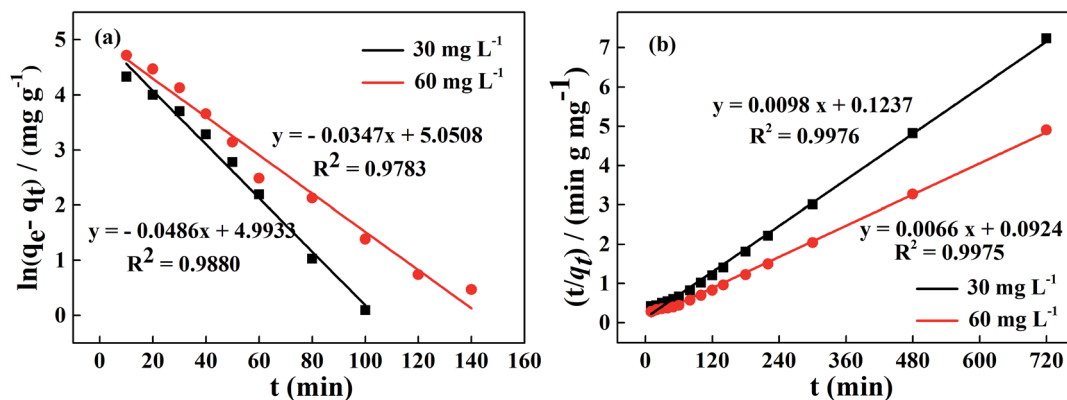 (a)
30 mg L-1
60 mg L-1
y = - 0.0347x + 5.0508
R2 = 0.9783
y = - 0.0486x + 4.9933
R2 = 0.9880
ln(qe- qt) / (mg g-1)
5
4
3
2
1
0
0 20 40 60 80 100 120 140 160
t (min)
(b)
y = 0.0098 x + 0.1237
R2 = 0.9976
y = 0.0066 x + 0.0924
R2 = 0.9975
30 mg L-1
60 mg L-1
(t/qt) / (min g mg-1)
7
6
5
4
3
2
1
0
0 120 240 360 480 600 720
t (min)